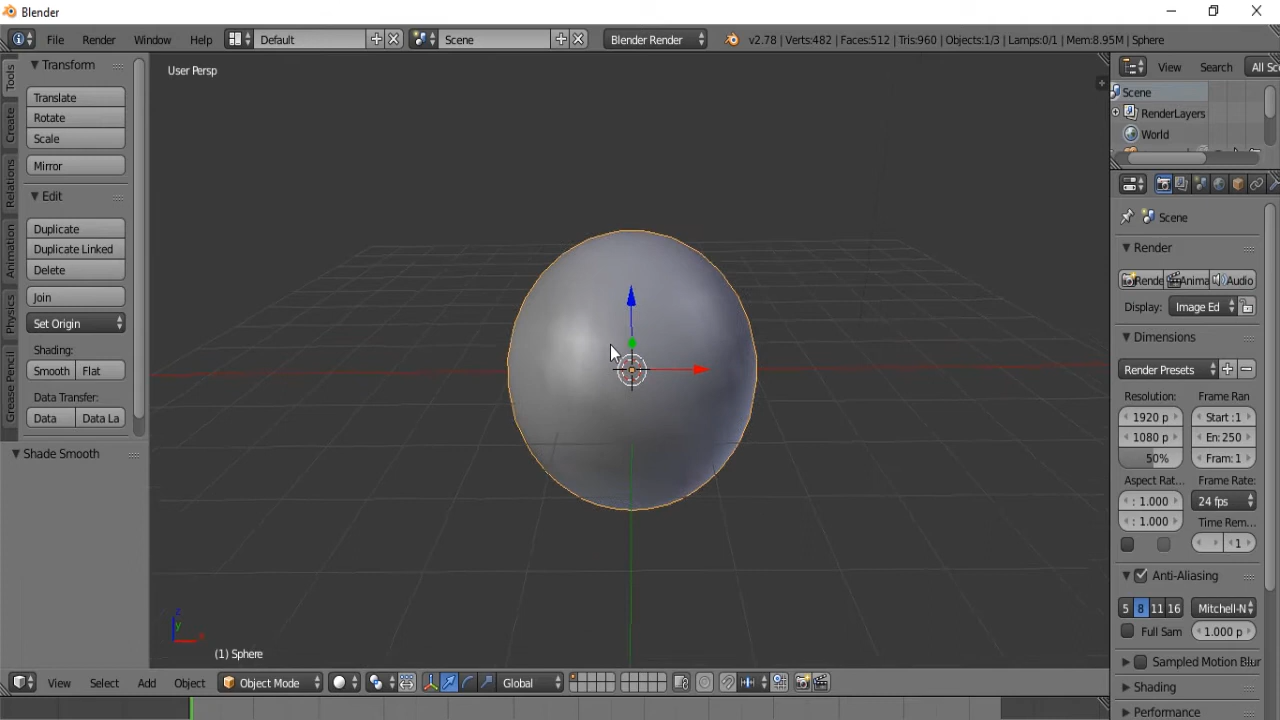 Blender
File Render Window Help Default Scene Blender Render v2.78 | Verts:482 | Faces:512 | Tris:960 | Objects:1/3 | Lamps:0/1 | Mem:8.95M | Sphere
Tools
Create
Relations
Animation
Physics
Grease Pencil
Transform
Translate
Rotate
Scale
Mirror
Edit
Duplicate
Duplicate Linked
Delete
Join
Set Origin
Shading:
Smooth Flat
Data Transfer:
Data Data La
Shade Smooth
User Persp
z
y
x
(1) Sphere
View Select Add Object Object Mode Global
View Search All Sc
Scene
RenderLayers
World
Scene
Render
Rende Anima Audio
Display: Image Ed
Dimensions
Render Presets
Resolution: Frame Ran
1920 p Start :1
1080 p En: 250
50% Fram: 1
Aspect Rat... Frame Rate:
: 1.000 24 fps
: 1.000 Time Rem...
1
Anti-Aliasing
5 8 11 16 Mitchell-N
Full Sam 1.000 p
Sampled Motion Blur
Shading
Performance